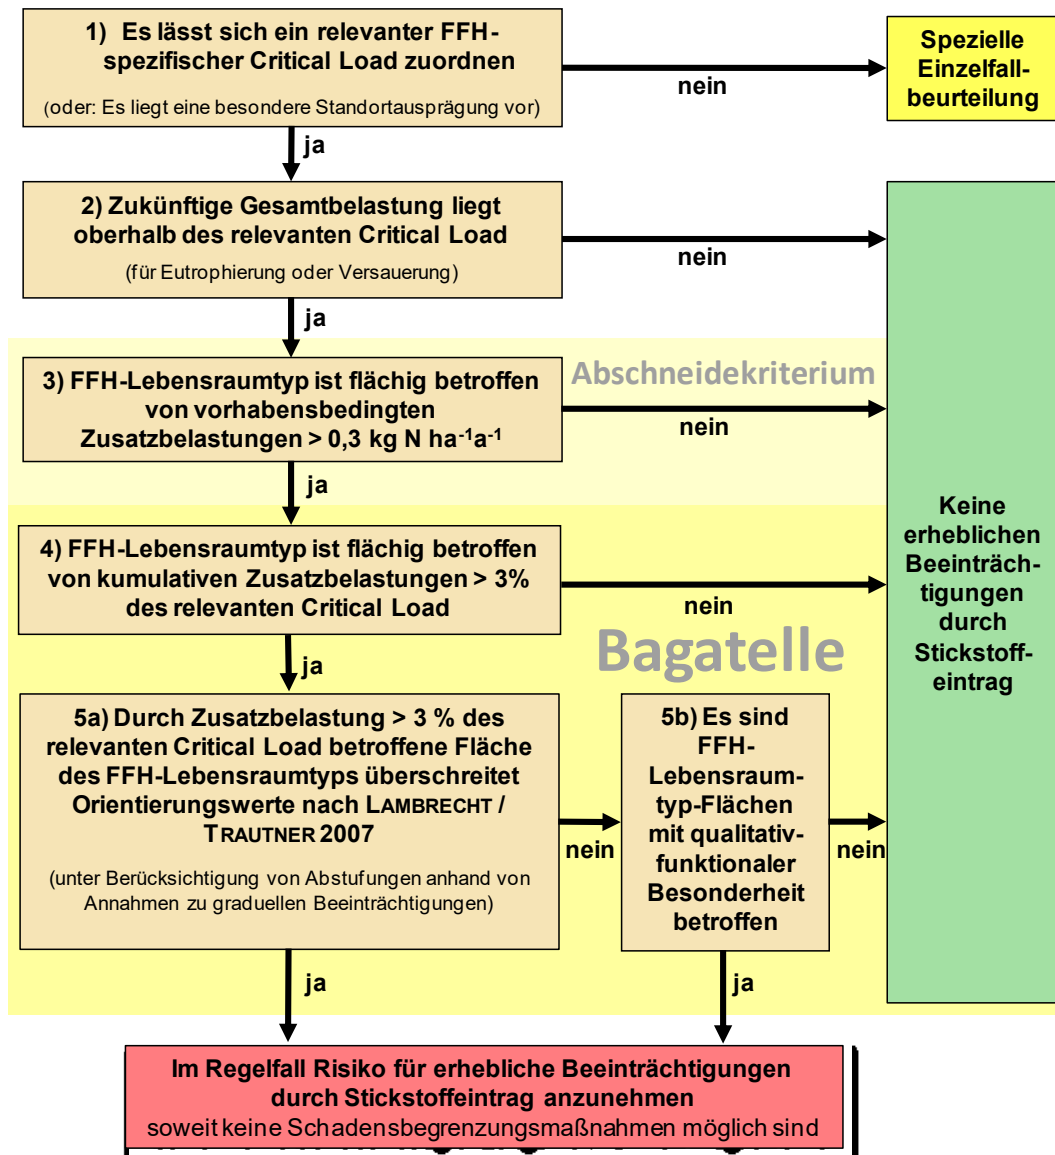 1) Es lässt sich ein relevanter FFH-
spezifischer Critical Load zuordnen
(oder: Es liegt eine besondere Standortausprägung vor)
nein
Spezielle
Einzelfall-
beurteilung
ja
2) Zukünftige Gesamtbelastung liegt
oberhalb des relevanten Critical Load
(für Eutrophierung oder Versauerung)
nein
ja
3) FFH-Lebensraumtyp ist flächig betroffen
von vorhabensbedingten
Zusatzbelastungen > 0,3 kg N ha-1a-1
Abschneidekriterium
nein
ja
4) FFH-Lebensraumtyp ist flächig betroffen
von kumulativen Zusatzbelastungen > 3%
des relevanten Critical Load
nein
Bagatelle
ja
5a) Durch Zusatzbelastung > 3 % des
relevanten Critical Load betroffene Fläche
des FFH-Lebensraumtyps überschreitet
Orientierungswerte nach LAMBRECHT /
TRAUTNER 2007
(unter Berücksichtigung von Abstufungen anhand von
Annahmen zu graduellen Beeinträchtigungen)
nein
5b) Es sind
FFH-
Lebensraum-
typ-Flächen
mit qualitativ-
funktionaler
Besonderheit
betroffen
nein
Keine
erheblichen
Beeinträch-
tigungen
durch
Stickstoff-
eintrag
ja
ja
Im Regelfall Risiko für erhebliche Beeinträchtigungen
durch Stickstoffeintrag anzunehmen
soweit keine Schadensbegrenzungsmaßnahmen möglich sind